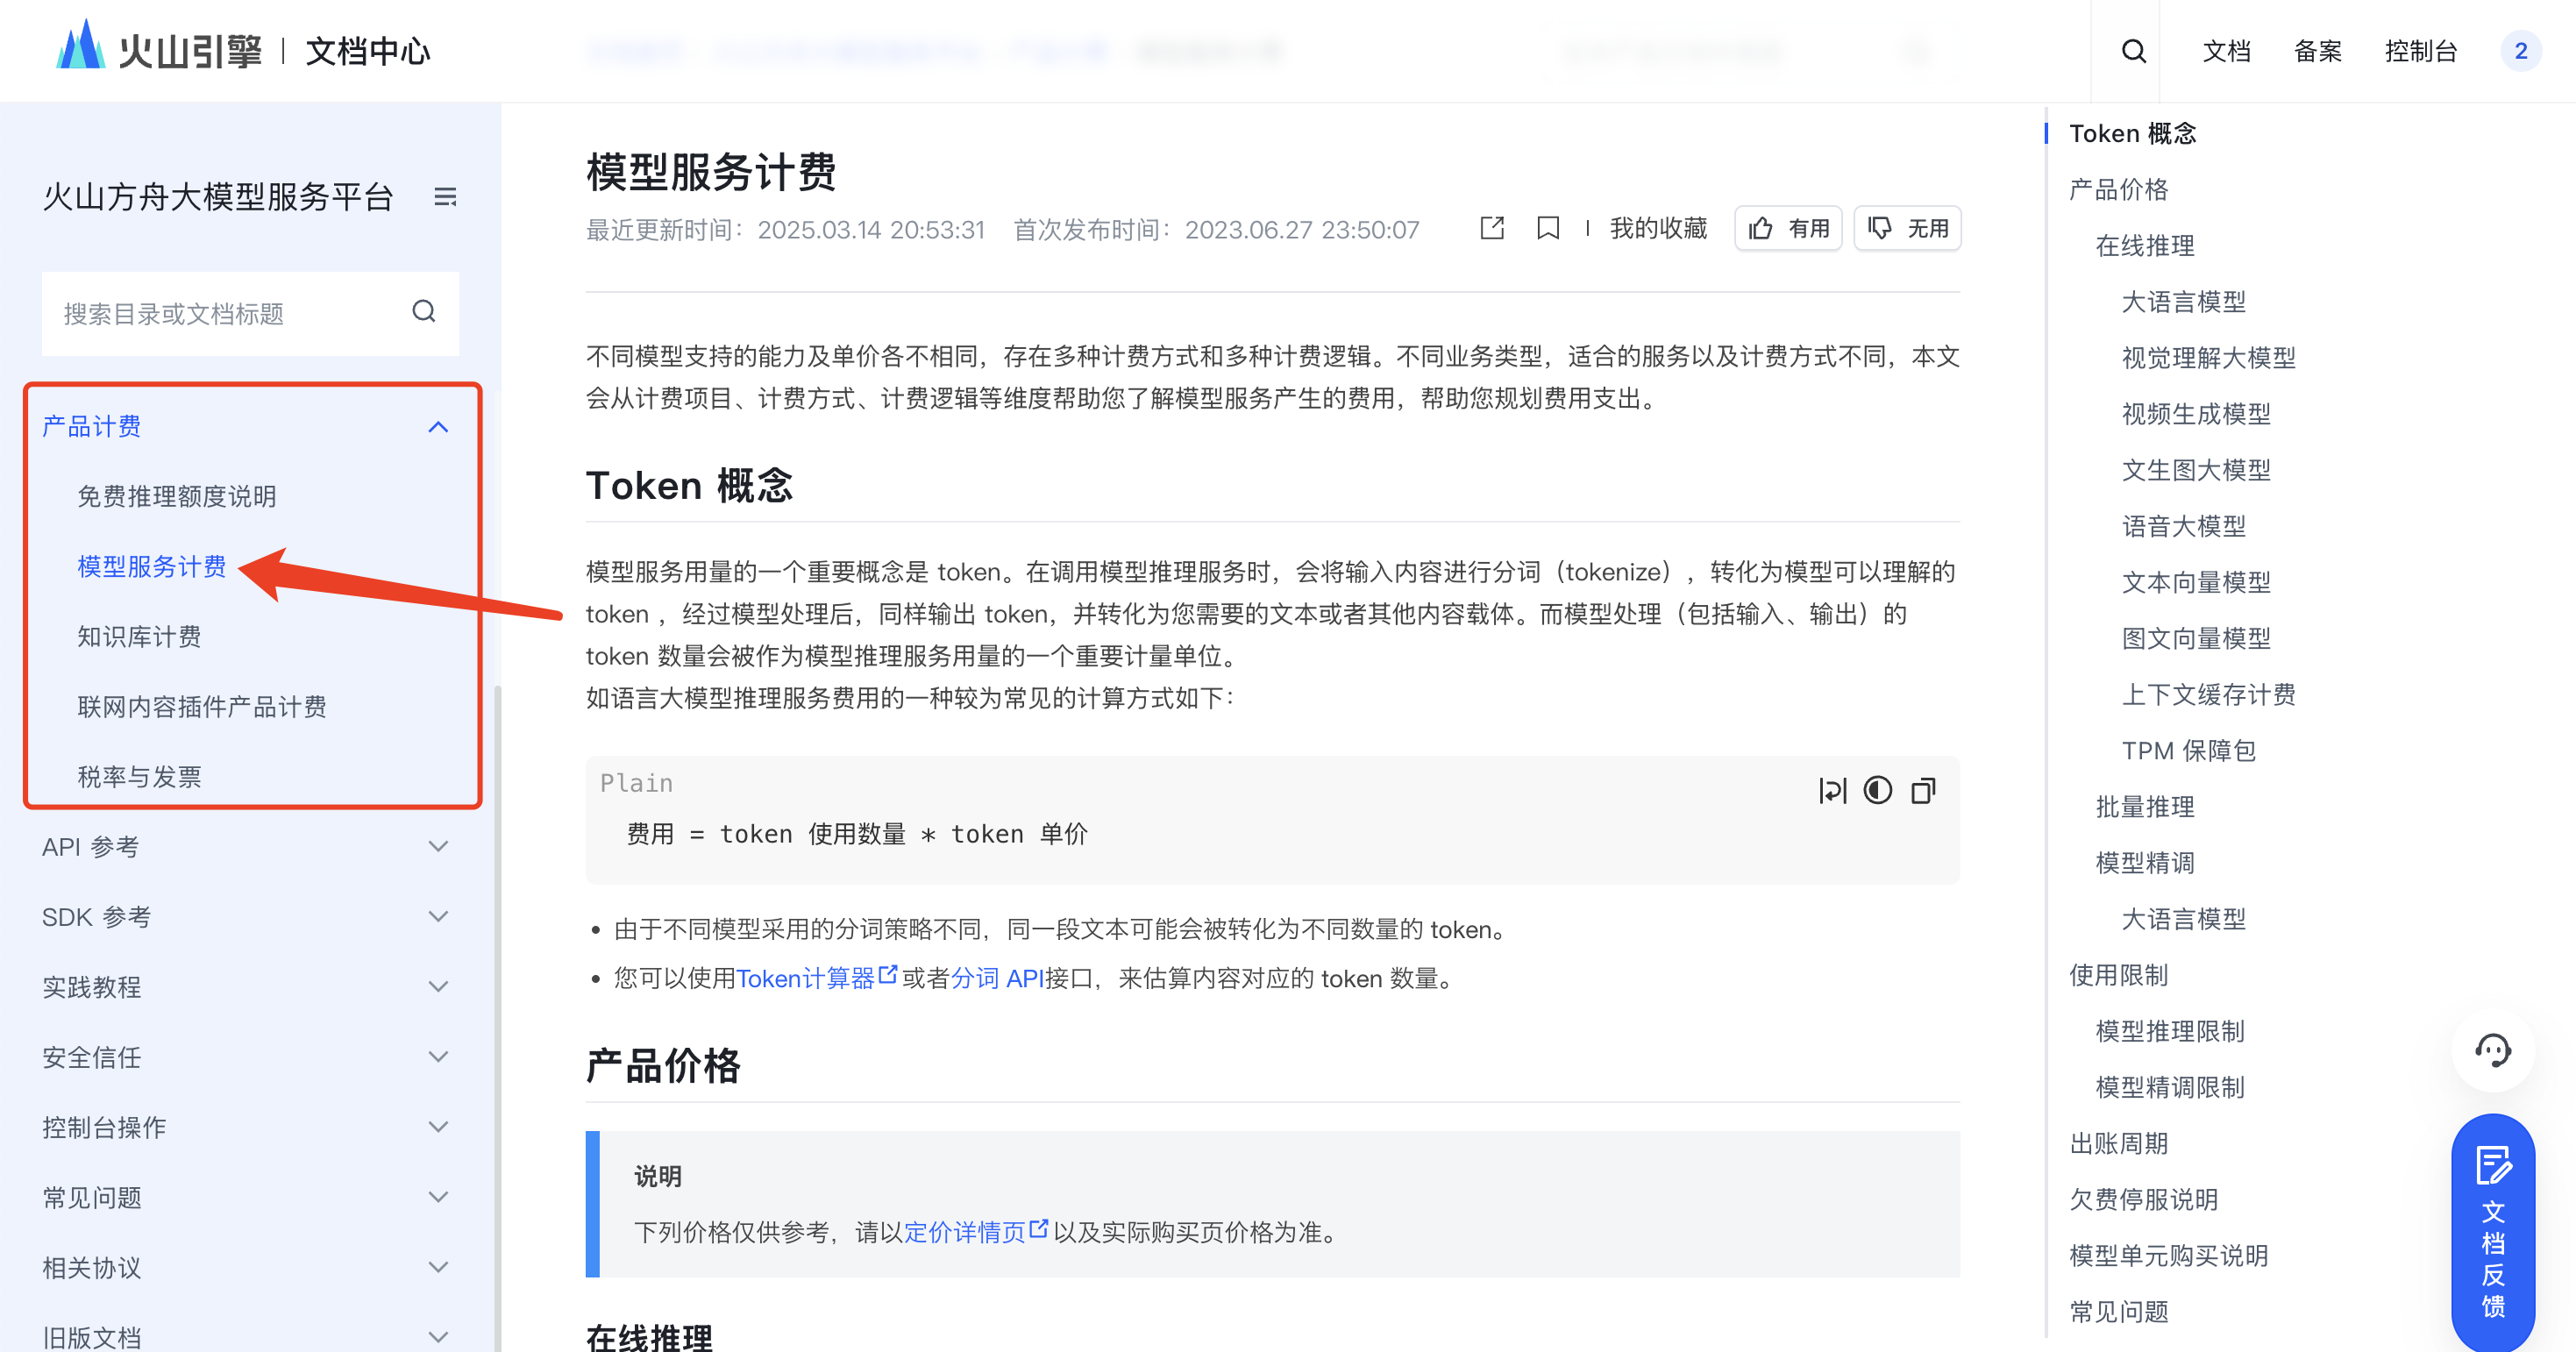 火山引擎 | 文档中心
文档
备案
控制台
2
火山方舟大模型服务平台
搜索目录或文档标题
产品计费
免费推理额度说明
模型服务计费
知识库计费
联网内容插件产品计费
税率与发票
API 参考
SDK 参考
实践教程
安全信任
控制台操作
常见问题
相关协议
旧版文档
模型服务计费
最近更新时间：2025.03.14 20:53:31 首次发布时间：2023.06.27 23:50:07
我的收藏
有用
无用
不同模型支持的能力及单价各不相同，存在多种计费方式和多种计费逻辑。不同业务类型，适合的服务以及计费方式不同，本文
会从计费项目、计费方式、计费逻辑等维度帮助您了解模型服务产生的费用，帮助您规划费用支出。
Token 概念
模型服务用量的一个重要概念是 token。在调用模型推理服务时，会将输入内容进行分词（tokenize），转化为模型可以理解的
token ，经过模型处理后，同样输出 token，并转化为您需要的文本或者其他内容载体。而模型处理（包括输入、输出）的
token 数量会被作为模型推理服务用量的一个重要计量单位。
如语言大模型推理服务费用的一种较为常见的计算方式如下：
Plain
费用 = token 使用数量 * token 单价
• 由于不同模型采用的分词策略不同，同一段文本可能会被转化为不同数量的 token。
• 您可以使用Token计算器或者分词 API接口，来估算内容对应的 token 数量。
产品价格
说明
下列价格仅供参考，请以定价详情页以及实际购买页价格为准。
在线推理
Token 概念
产品价格
在线推理
大语言模型
视觉理解大模型
视频生成模型
文生图大模型
语音大模型
文本向量模型
图文向量模型
上下文缓存计费
TPM 保障包
批量推理
模型精调
大语言模型
使用限制
模型推理限制
模型精调限制
出账周期
欠费停服说明
模型单元购买说明
常见问题
文
档
反
馈